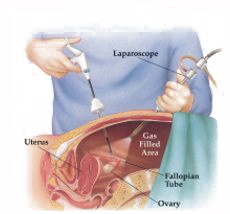 Laparoscope
Gas
Filled
Area
Uterus
Fallopian
Tube
Ovary